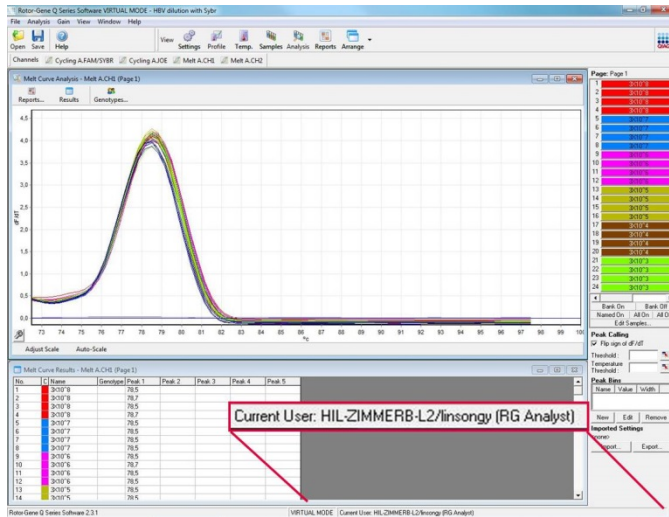 Rotor-Gene Q Series Software VIRTUAL MODE - HBV dilution with Sybr
File Analysis Gain View Window Help
Open Save Help View Settings Profile Temp. Samples Analysis Reports Arrange
Channels Cycling A.FAM/SYBR Cycling A.JOE Melt A.CH1 Melt A.CH2
Melt Curve Analysis - Melt A.CH1 (Page 1)
Reports... Results Genotypes...
4,5
4,0
3,5
3,0
2,5
2,0
1,5
1,0
0,5
0,0
dF/dT
73 74 75 76 77 78 79 80 81 82 83 84 85 86 87 88 89 90 91 92 93 94 95 96 97 98 99 100
°C
Adjust Scale Auto-Scale
Page: Page 1
1 3×10^8
2 3×10^8
3 3×10^8
4 3×10^8
5 3×10^7
6 3×10^7
7 3×10^7
8 3×10^7
9 3×10^6
10 3×10^6
11 3×10^6
12 3×10^6
13 3×10^5
14 3×10^5
15 3×10^5
16 3×10^5
17 3×10^4
18 3×10^4
19 3×10^4
20 3×10^4
21 3×10^3
22 3×10^3
23 3×10^3
24 3×10^3
Bank On Bank Off
Named On All On
Edit Samples...
Peak Calling
Flip sign of dF/dT
Threshold:
Temperature
Threshold:
Peak Bins
Name Value Width
New Edit Remove
Imported Settings
<none>
Import... Export...
Melt Curve Results - Melt A.CH1 (Page 1)
No. C Name Genotype Peak 1 Peak 2 Peak 3 Peak 4 Peak 5
1 3×10^8 78,5
2 3×10^8 78,7
3 3×10^8 78,5
4 3×10^8 78,5
5 3×10^7 78,5
6 3×10^7 78,5
7 3×10^7 78,5
8 3×10^7 78,5
9 3×10^6 78,5
10 3×10^6 78,7
11 3×10^6 78,5
12 3×10^6 78,5
13 3×10^5 78,5
14 3×10^5 78,5
Current User: HIL-ZIMMERB-L2/linsongy (RG Analyst)
Rotor-Gene Q Series Software 2.3.1 VIRTUAL MODE Current User: HIL-ZIMMERB-L2/linsongy (RG Analyst)